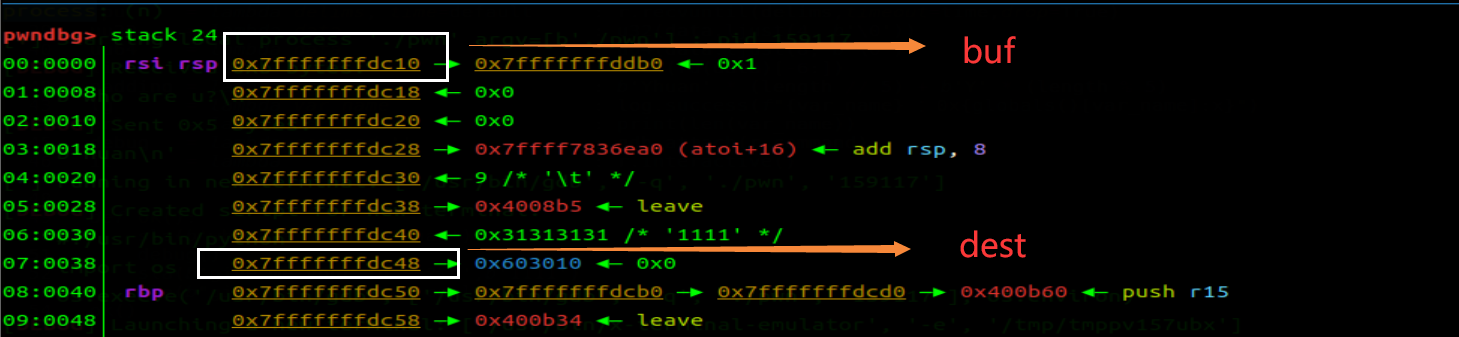 process: (n)
pwndbg> stack 24
00:0000│ rsi rsp 0x7fffffffdc10 —▸ 0x7fffffffddb0 ◂— 0x1
buf
01:0008│ 0x7fffffffdc18 ◂— 0x0
02:0010│ 0x7fffffffdc20 ◂— 0x0
03:0018│ 0x7fffffffdc28 —▸ 0x7ffff7836ea0 (atoi+16) ◂— add rsp, 8
04:0020│ 0x7fffffffdc30 ◂— 9 /* '\t' */
05:0028│ 0x7fffffffdc38 —▸ 0x4008b5 ◂— leave
06:0030│ 0x7fffffffdc40 ◂— 0x31313131 /* '1111' */
dest
07:0038│ 0x7fffffffdc48 —▸ 0x603010 ◂— 0x0
08:0040│ rbp 0x7fffffffdc50 —▸ 0x7fffffffdcb0 —▸ 0x7fffffffdcd0 —▸ 0x400b60 ◂— push r15
09:0048│ 0x7fffffffdc58 —▸ 0x400b34 ◂— leave